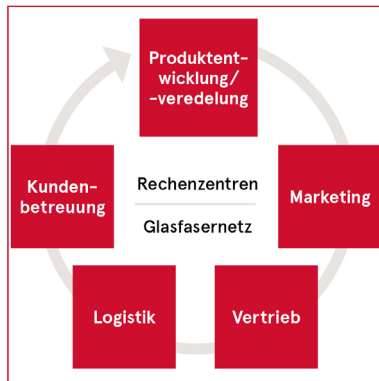 Produktent-
wicklung/
-veredelung
Kunden-
betreuung
Rechenzentren
Glasfasernetz
Marketing
Logistik
Vertrieb